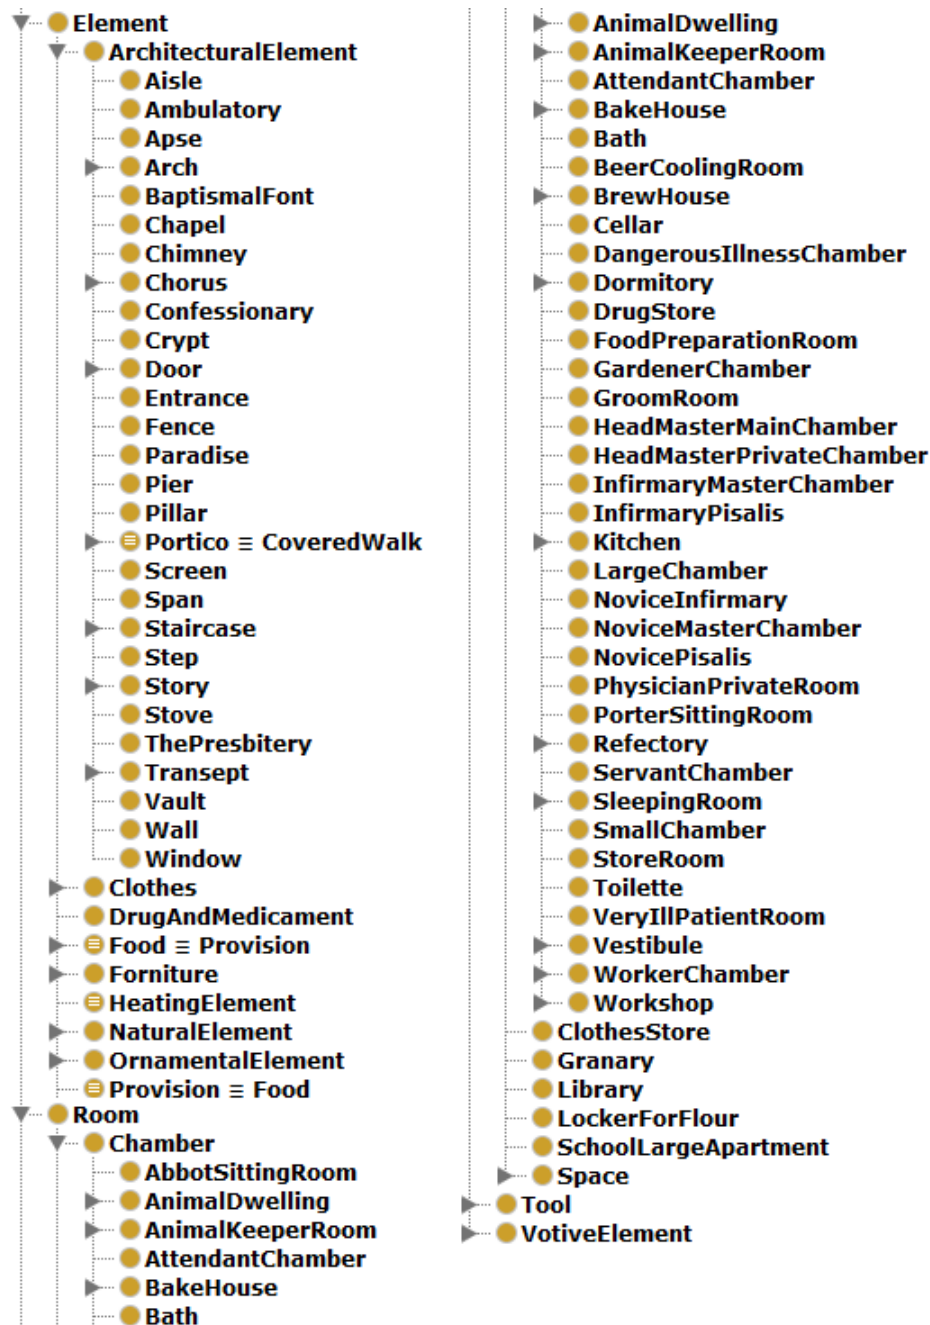 Element
ArchitecturalElement
Aisle
Ambulatory
Apse
Arch
BaptismalFont
Chapel
Chimney
Chorus
Confessionary
Crypt
Door
Entrance
Fence
Paradise
Pier
Pillar
Portico ≡ CoveredWalk
Screen
Span
Staircase
Step
Story
Stove
ThePresbitery
Transept
Vault
Wall
Window
Clothes
DrugAndMedicament
Food ≡ Provision
Forniture
HeatingElement
NaturalElement
OrnamentalElement
Provision ≡ Food
Room
Chamber
AbbotSittingRoom
AnimalDwelling
AnimalKeeperRoom
AttendantChamber
BakeHouse
Bath
AnimalDwelling
AnimalKeeperRoom
AttendantChamber
BakeHouse
Bath
BeerCoolingRoom
BrewHouse
Cellar
DangerousIllnessChamber
Dormitory
DrugStore
FoodPreparationRoom
GardenerChamber
GroomRoom
HeadMasterMainChamber
HeadMasterPrivateChamber
InfirmaryMasterChamber
InfirmaryPisalis
Kitchen
LargeChamber
NoviceInfirmary
NoviceMasterChamber
NovicePisalis
PhysicianPrivateRoom
PorterSittingRoom
Refectory
ServantChamber
SleepingRoom
SmallChamber
StoreRoom
Toilette
VeryIllPatientRoom
Vestibule
WorkerChamber
Workshop
ClothesStore
Granary
Library
LockerForFlour
SchoolLargeApartment
Space
Tool
VotiveElement